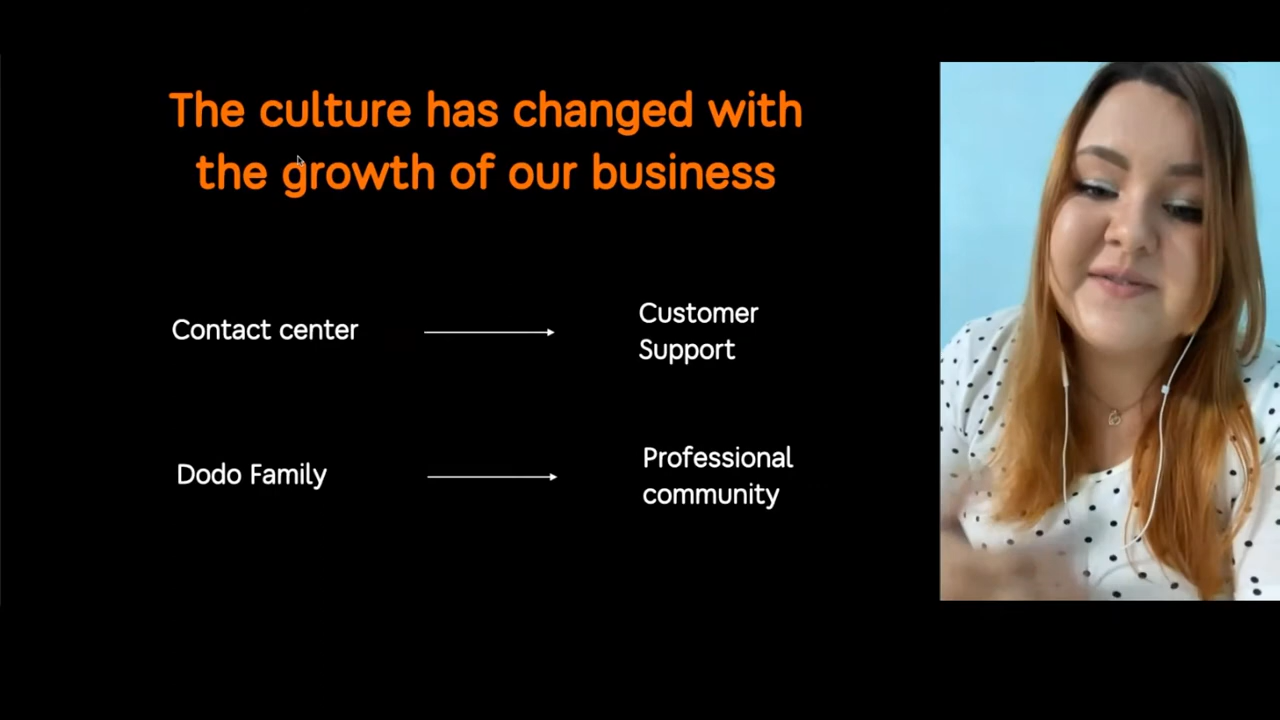 The culture has changed with
the growth of our business
Contact center
Customer
Support
Dodo Family
Professional
community